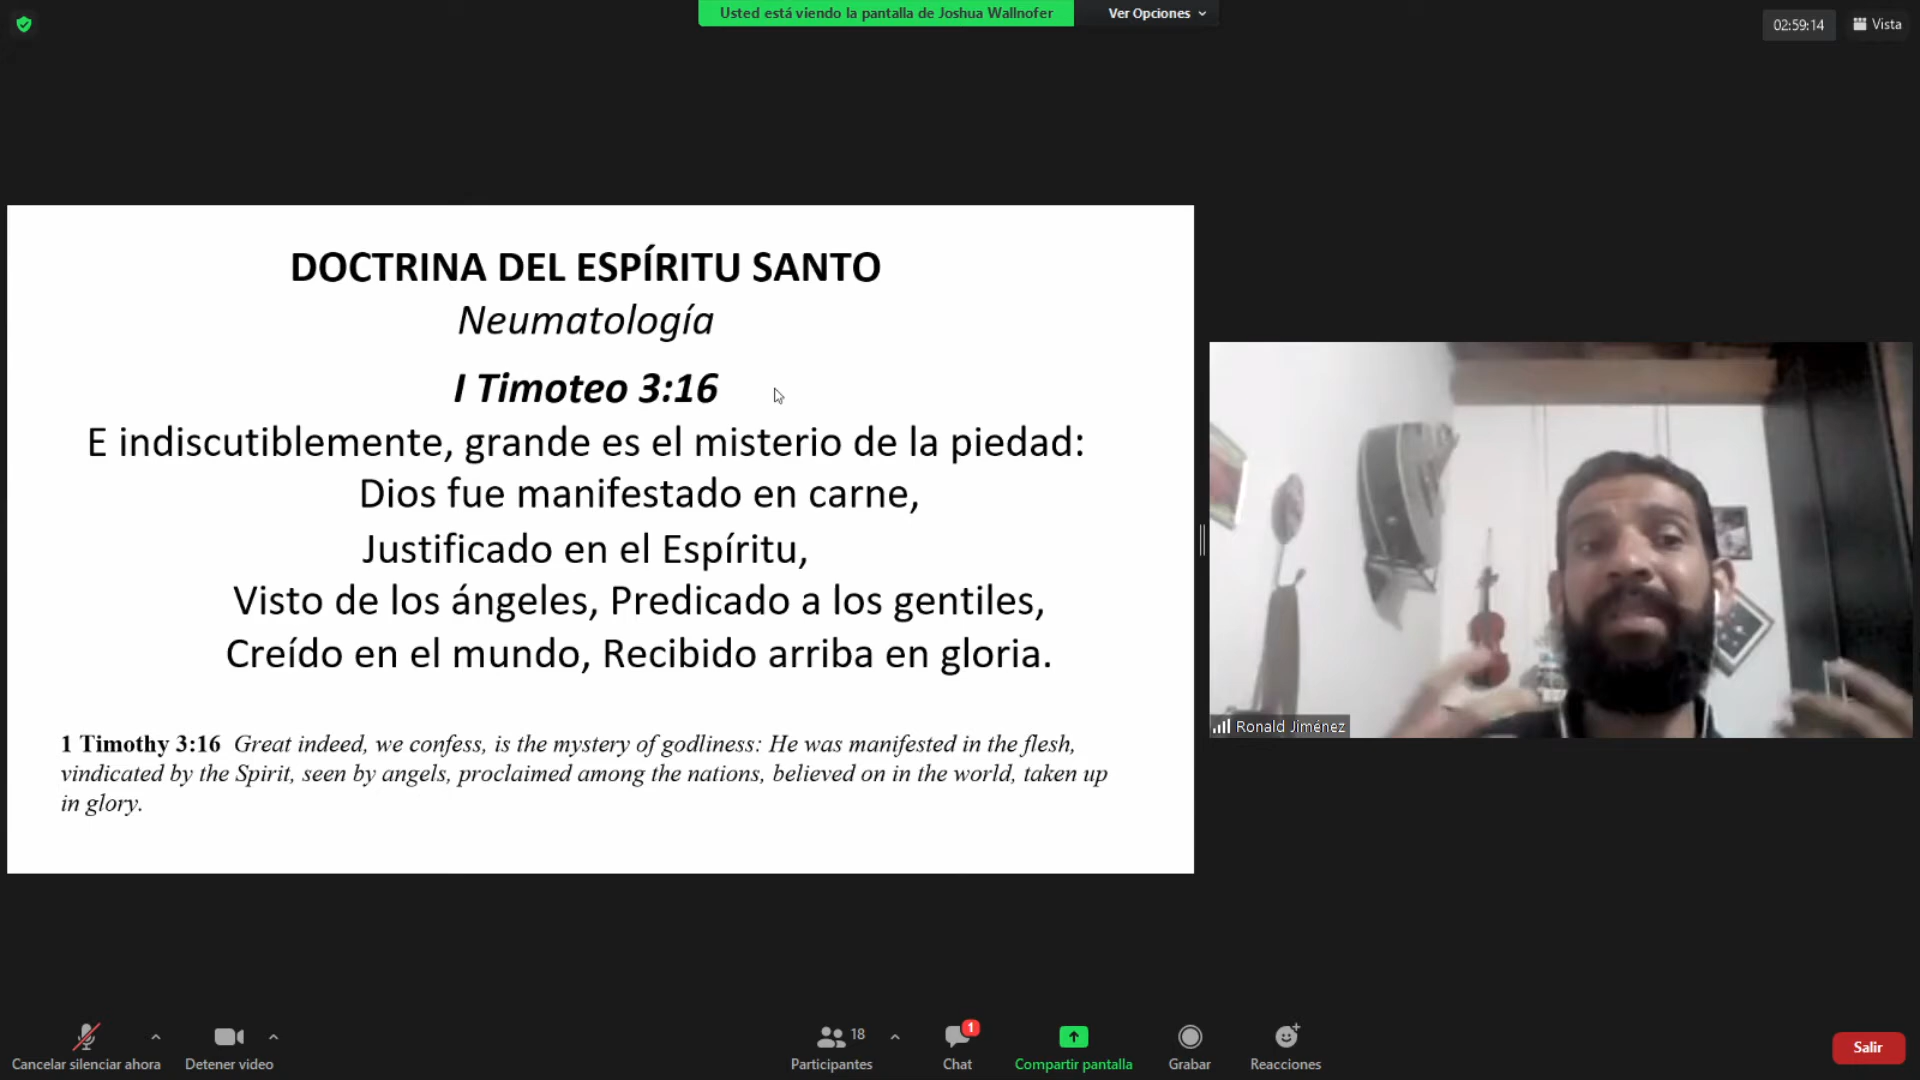 Usted está viendo la pantalla de Joshua Wallnofer
Ver Opciones
02:59:14
Vista
DOCTRINA DEL ESPÍRITU SANTO
Neumatología
I Timoteo 3:16
E indiscutiblemente, grande es el misterio de la piedad:
Dios fue manifestado en carne,
Justificado en el Espíritu,
Visto de los ángeles, Predicado a los gentiles,
Creído en el mundo, Recibido arriba en gloria.
1 Timothy 3:16 Great indeed, we confess, is the mystery of godliness: He was manifested in the flesh,
vindicated by the Spirit, seen by angels, proclaimed among the nations, believed on in the world, taken up
in glory.
Ronald Jiménez
Cancelar silenciar ahora
Detener video
18
Participantes
1
Chat
Compartir pantalla
Grabar
Reacciones
Salir